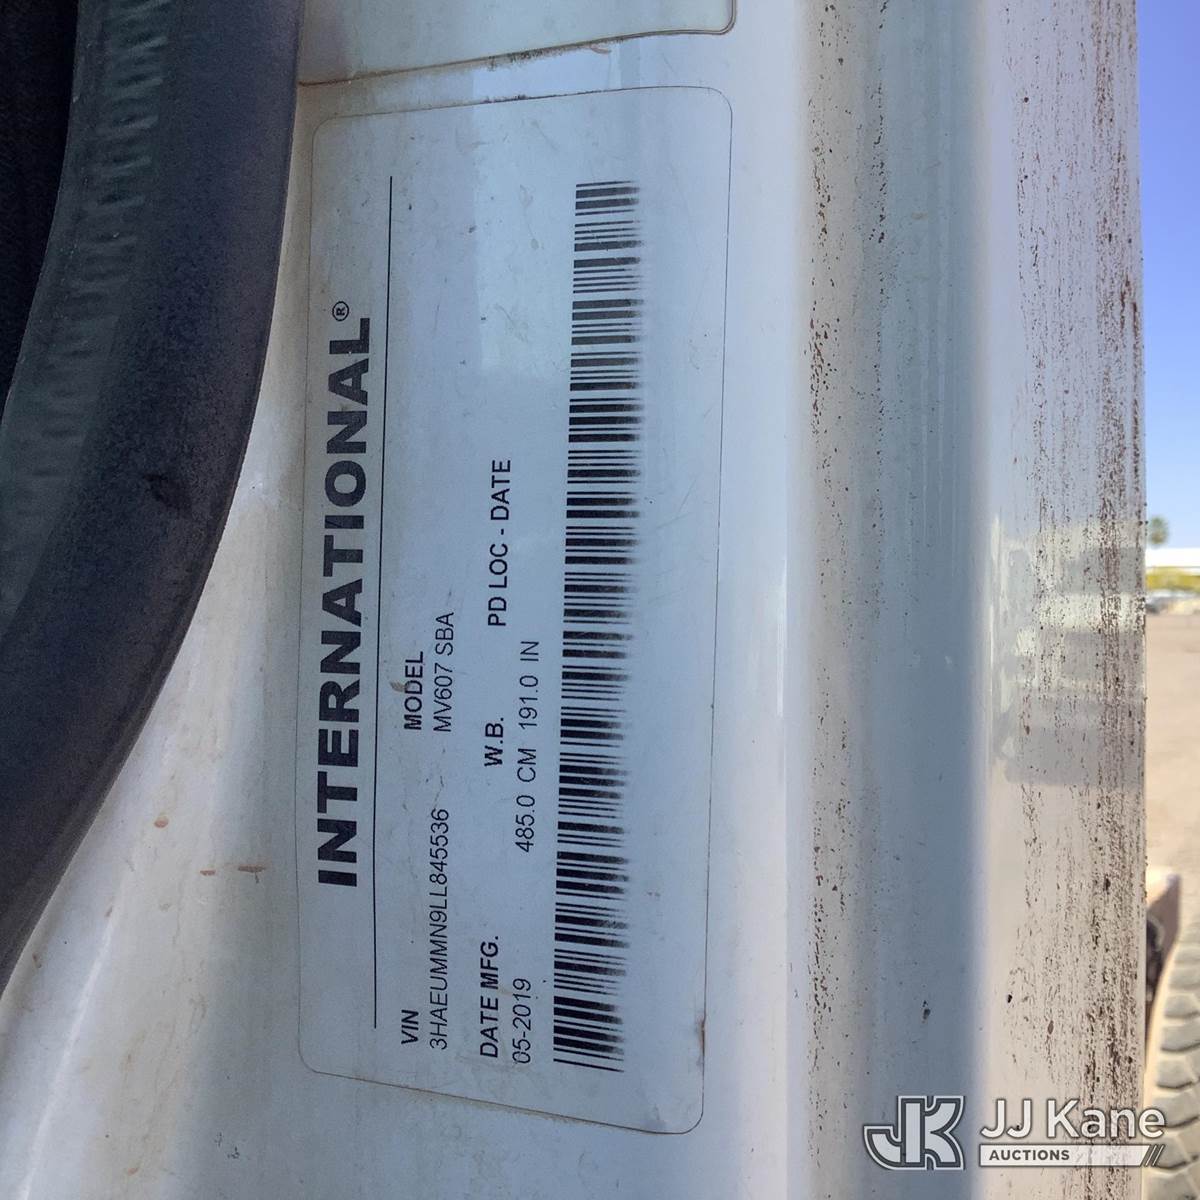 INTERNATIONAL®
VIN MODEL
3HAEUMMN9LL845536 MV607 SBA
DATE MFG. W.B. PD LOC - DATE
05-2019 485.0 CM 191.0 IN
JK JJ Kane
AUCTIONS